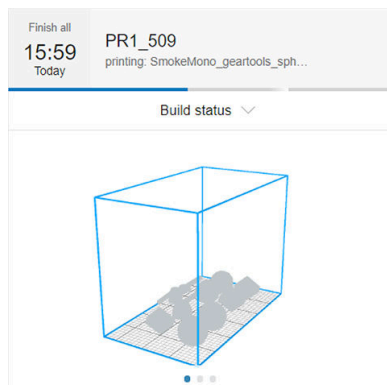 Finish all
15:59
Today
PR1_509
printing: SmokeMono_geartools_sph…
Build status